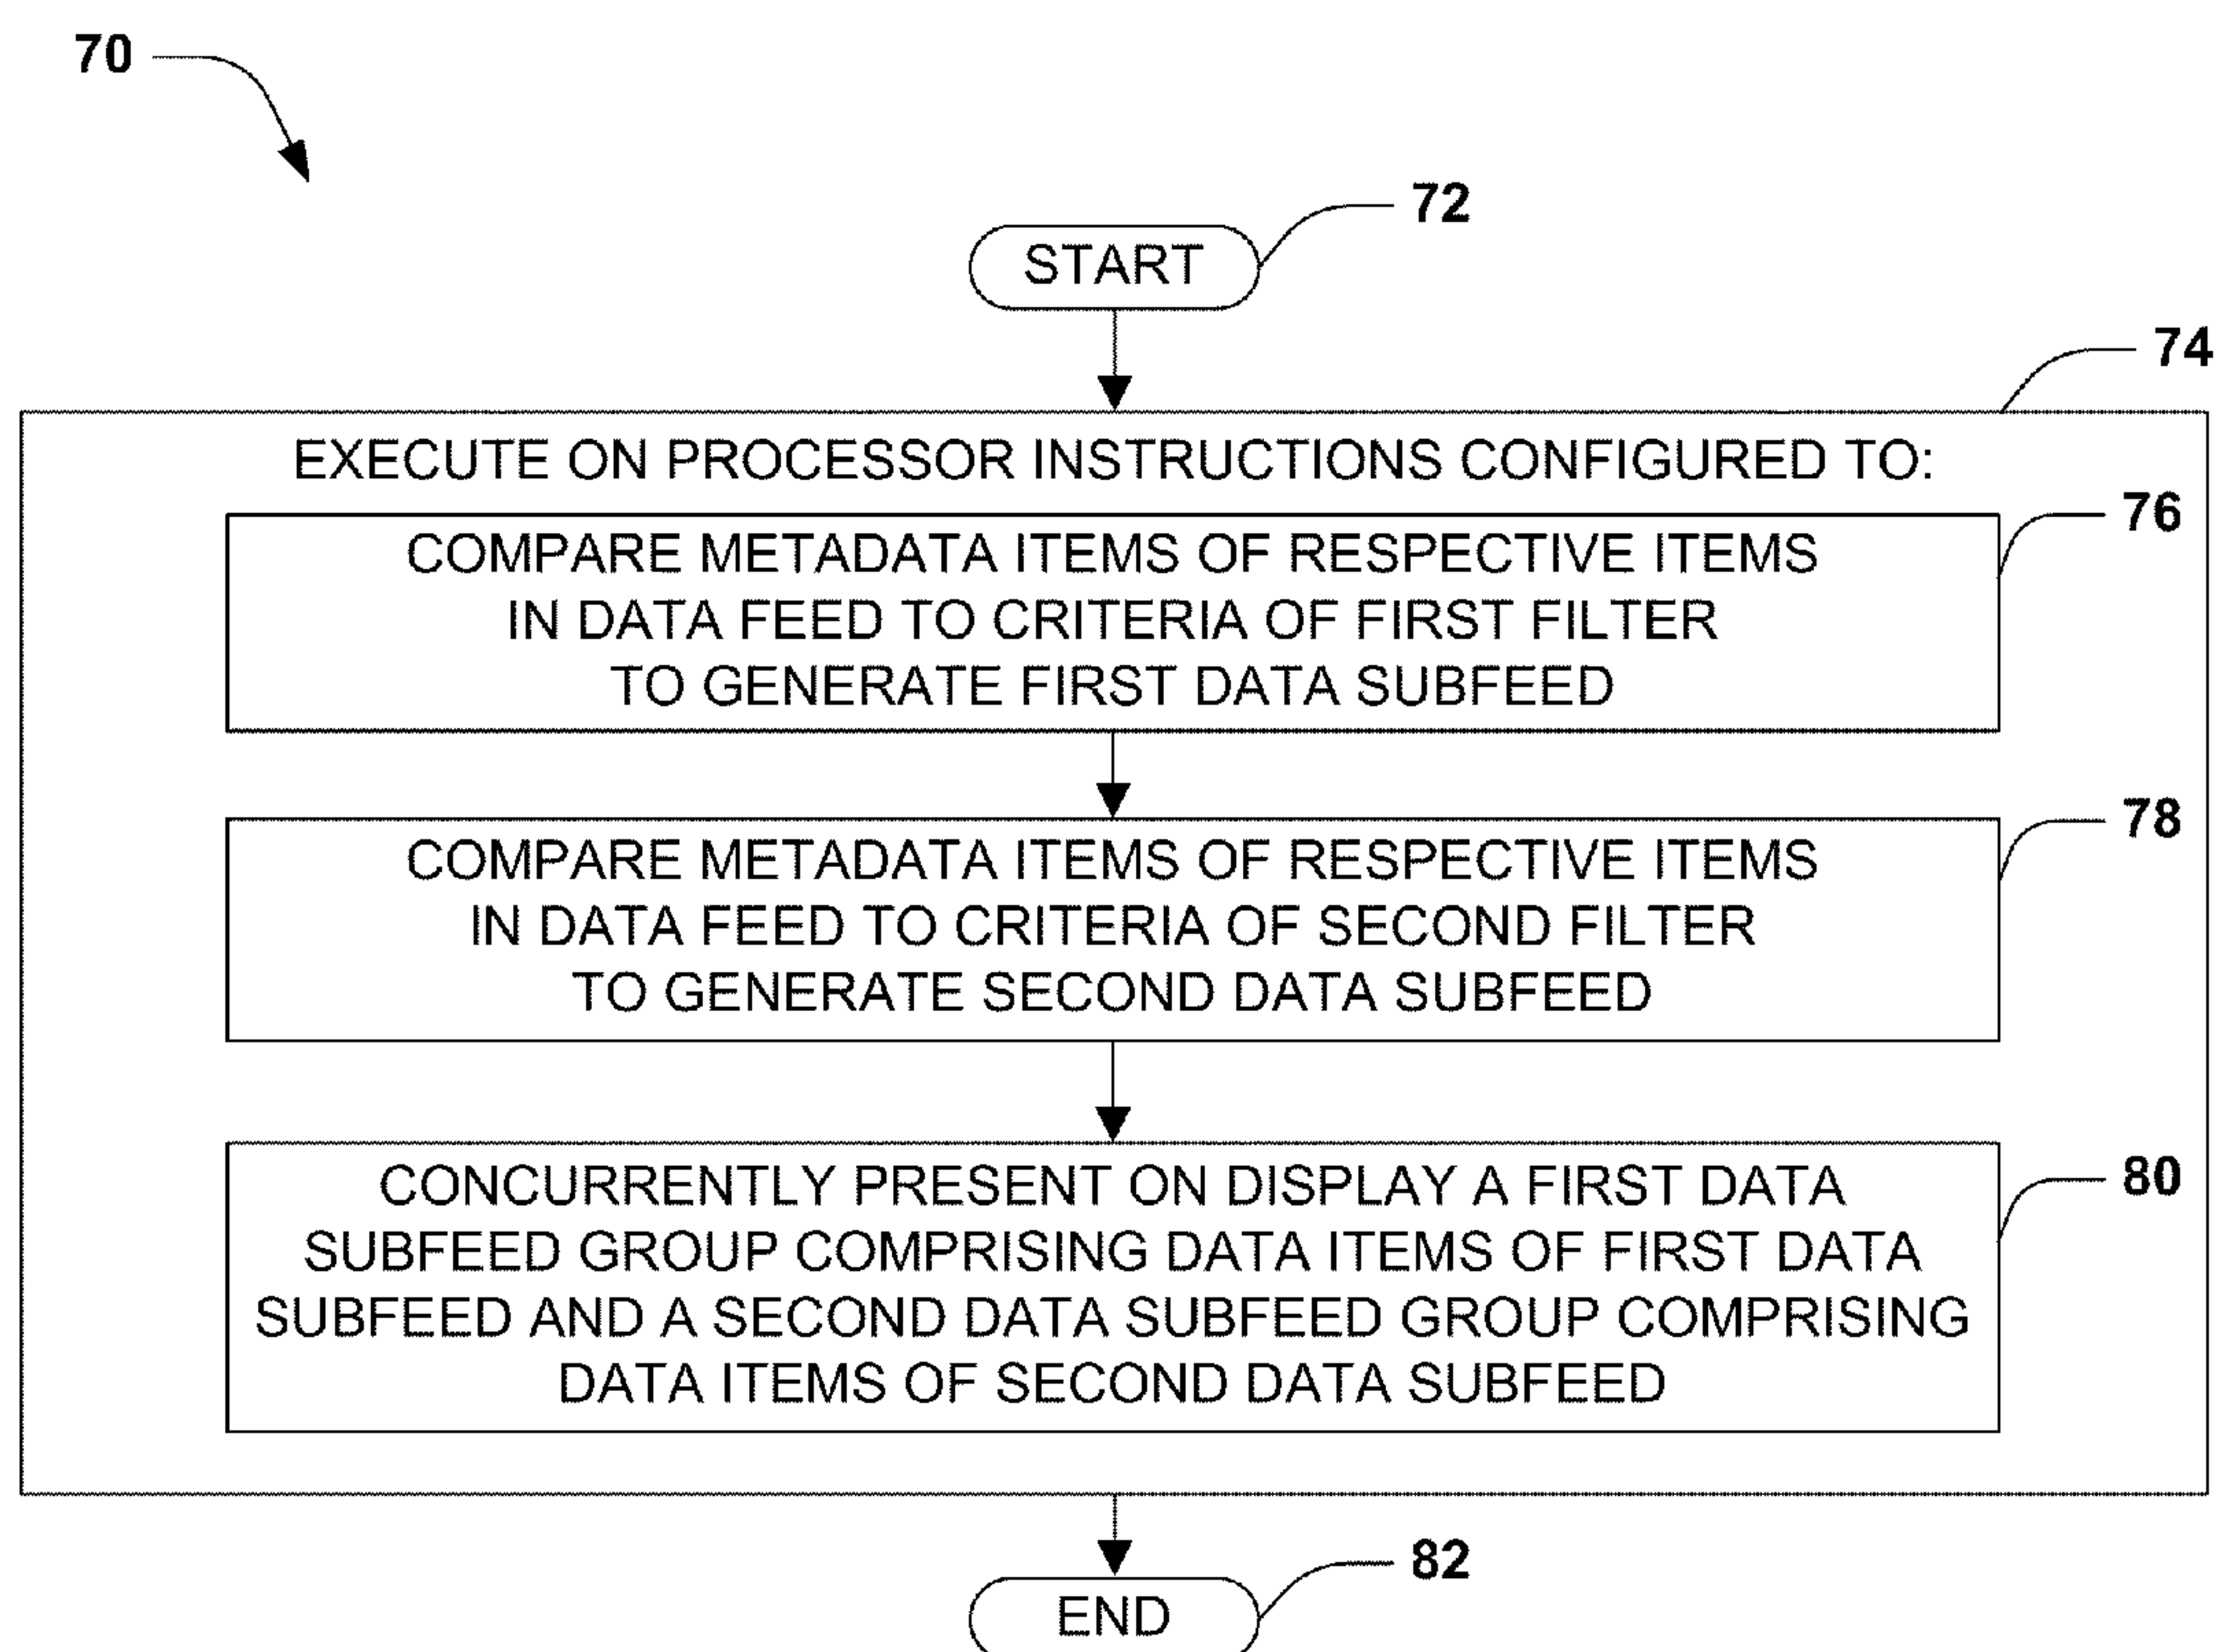 70
72
START
74
EXECUTE ON PROCESSOR INSTRUCTIONS CONFIGURED TO:
76
COMPARE METADATA ITEMS OF RESPECTIVE ITEMS
IN DATA FEED TO CRITERIA OF FIRST FILTER
TO GENERATE FIRST DATA SUBFEED
78
COMPARE METADATA ITEMS OF RESPECTIVE ITEMS
IN DATA FEED TO CRITERIA OF SECOND FILTER
TO GENERATE SECOND DATA SUBFEED
80
CONCURRENTLY PRESENT ON DISPLAY A FIRST DATA
SUBFEED GROUP COMPRISING DATA ITEMS OF FIRST DATA
SUBFEED AND A SECOND DATA SUBFEED GROUP COMPRISING
DATA ITEMS OF SECOND DATA SUBFEED
82
END